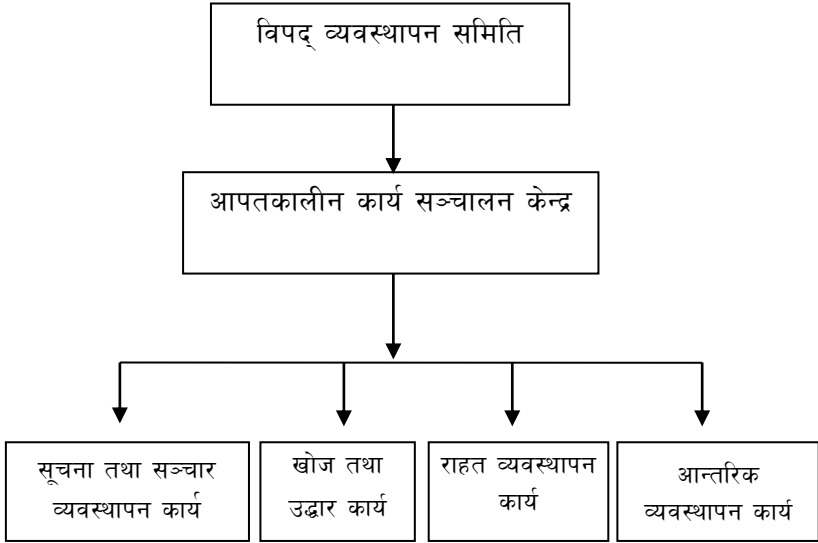 विपद् व्यवस्थापन समिति
आपतकालीन कार्य सञ्चालन केन्द्र
सूचना तथा सञ्चार
व्यवस्थापन कार्य
खोज तथा
उद्धार कार्य
राहत व्यवस्थापन
कार्य
आन्तरिक
व्यवस्थापन कार्य